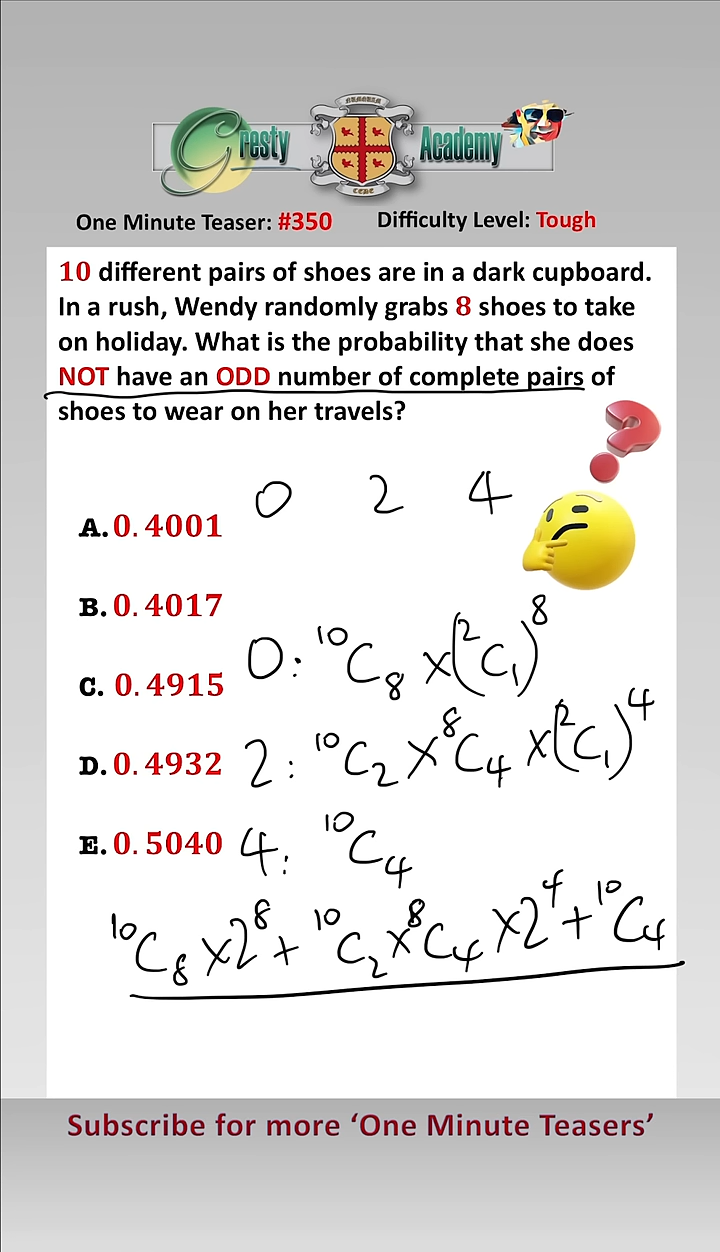 NUMQUAM
CEDE
Cresty Academy
One Minute Teaser: #350 Difficulty Level: Tough
10 different pairs of shoes are in a dark cupboard.
In a rush, Wendy randomly grabs 8 shoes to take
on holiday. What is the probability that she does
NOT have an ODD number of complete pairs of
shoes to wear on her travels?
0 2 4
A. 0.4001
B. 0.4017
0: ¹⁰C₈ ×(²C₁)⁸
C. 0.4915
2: ¹⁰C₂ × ⁸C₄ ×(²C₁)⁴
D. 0.4932
4: ¹⁰C₄
E. 0.5040
¹⁰C₈ ×2⁸ + ¹⁰C₂ × ⁸C₄ ×2⁴ + ¹⁰C₄
Subscribe for more ‘One Minute Teasers’